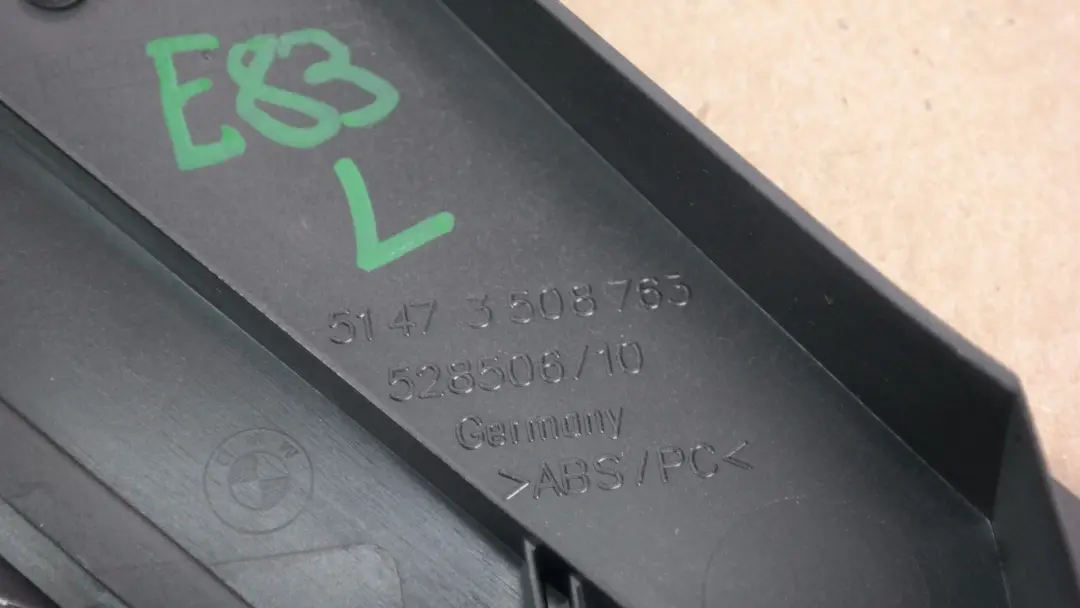 E83
L
51 47 3 508 763
528506/10
Germany
>ABS/PC<